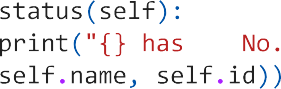 status(self):
print("{} has    No.
self.name, self.id))